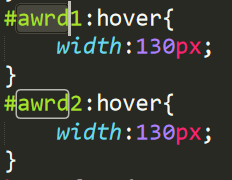 #awrd1:hover{
    width:130px;
}
#awrd2:hover{
    width:130px;
}